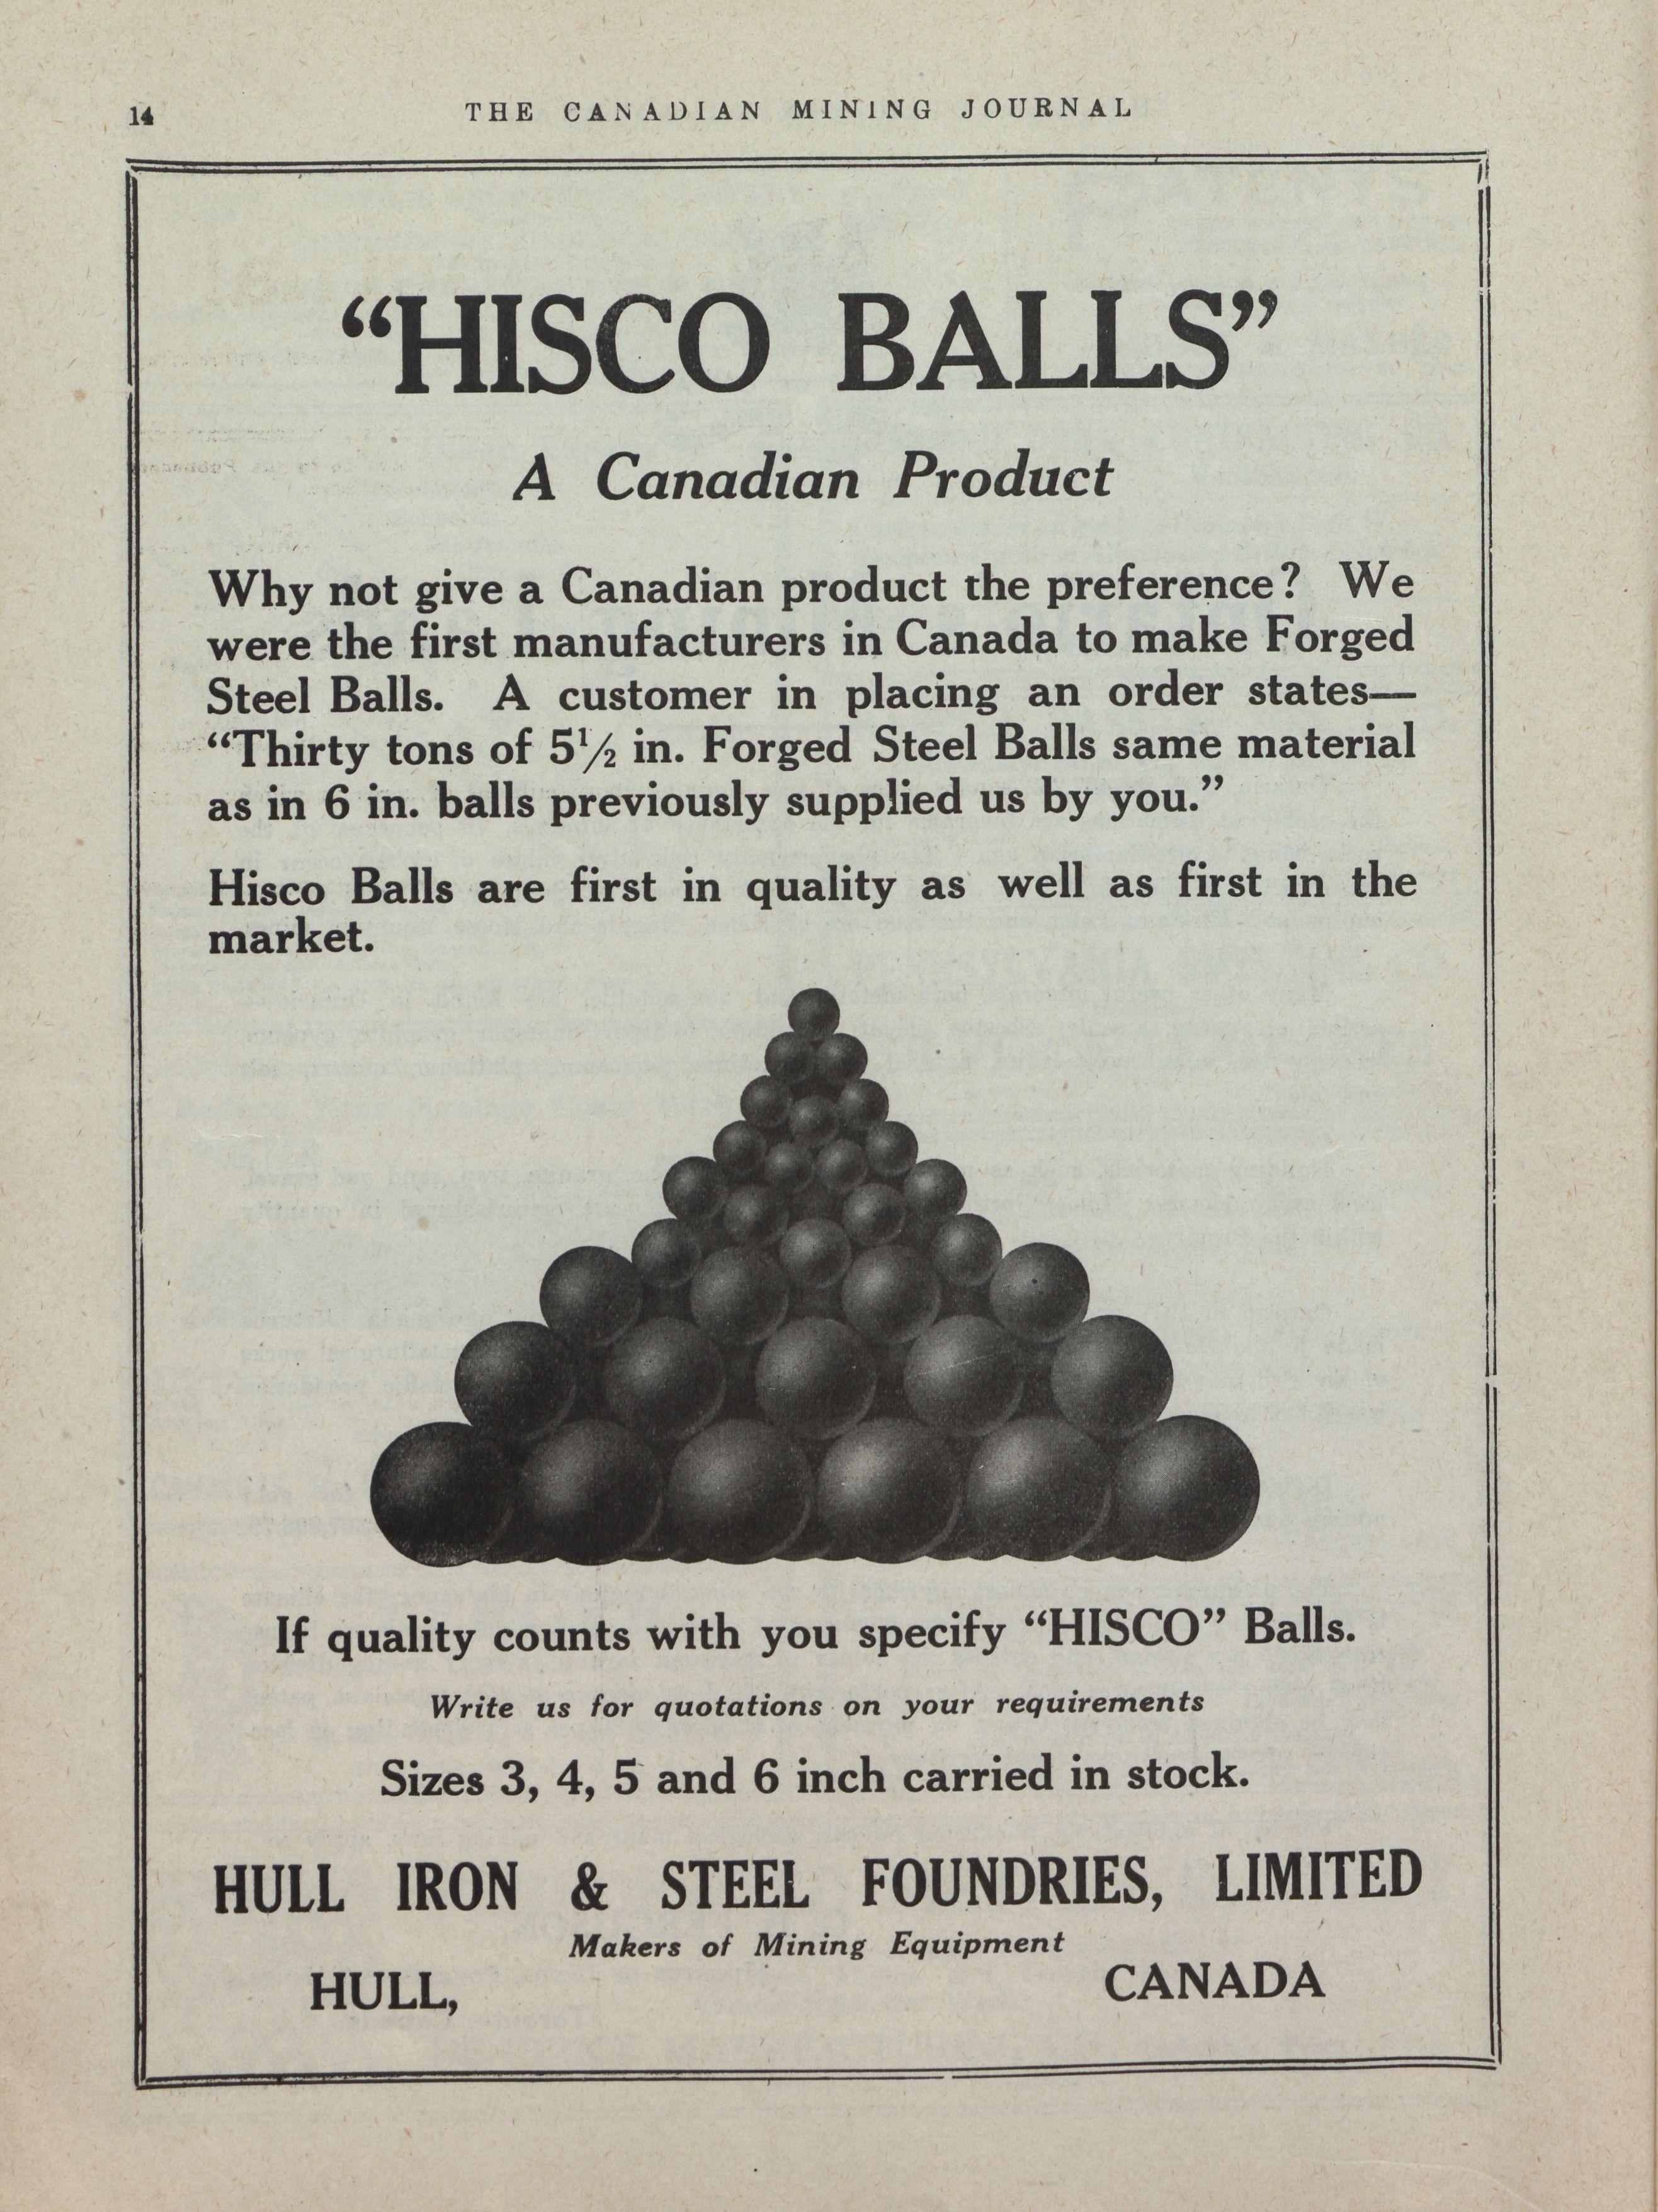 14
THE CANADIAN MINING JOURNAL
“HISCO BALLS”
A Canadian Product
Why not give a Canadian product the preference? We
were the first manufacturers in Canada to make Forged
Steel Balls. A customer in placing an order states—
“Thirty tons of 5½ in. Forged Steel Balls same material
as in 6 in. balls previously supplied us by you.”
Hisco Balls are first in quality as well as first in the
market.
If quality counts with you specify “HISCO” Balls.
Write us for quotations on your requirements
Sizes 3, 4, 5 and 6 inch carried in stock.
HULL IRON & STEEL FOUNDRIES, LIMITED
Makers of Mining Equipment
HULL, CANADA